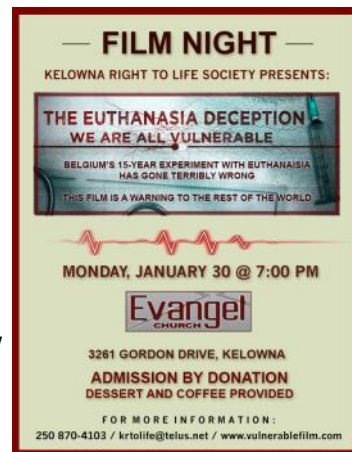 — FILM NIGHT —
KELOWNA RIGHT TO LIFE SOCIETY PRESENTS:
THE EUTHANASIA DECEPTION
WE ARE ALL VULNERABLE
BELGIUM'S 15-YEAR EXPERIMENT WITH EUTHANAISIA
HAS GONE TERRIBLY WRONG
THIS FILM IS A WARNING TO THE REST OF THE WORLD
MONDAY, JANUARY 30 @ 7:00 PM
Evangel
CHURCH
3261 GORDON DRIVE, KELOWNA
ADMISSION BY DONATION
DESSERT AND COFFEE PROVIDED
FOR MORE INFORMATION:
250 870-4103 / krtolife@telus.net / www.vulnerablefilm.com